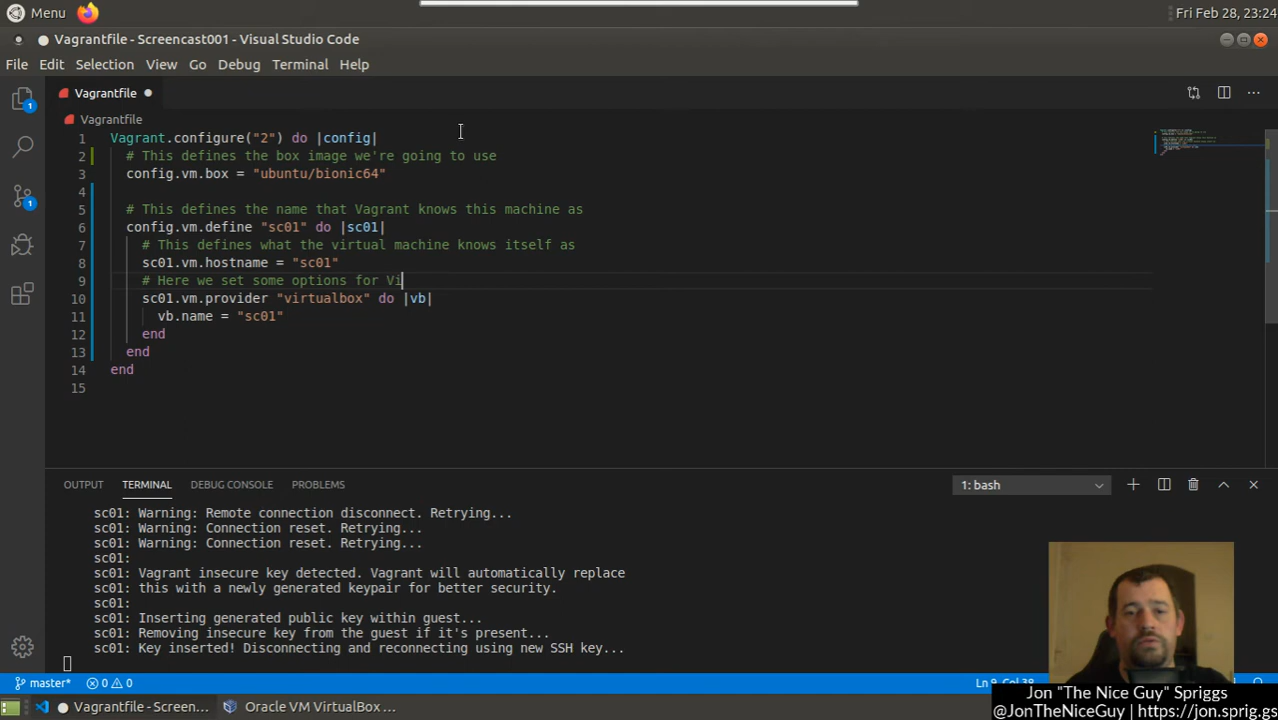 Menu
Fri Feb 28, 23:24
Vagrantfile - Screencast001 - Visual Studio Code
File Edit Selection View Go Debug Terminal Help
Vagrantfile
Vagrantfile
1 Vagrant.configure("2") do |config|
2 # This defines the box image we're going to use
3 config.vm.box = "ubuntu/bionic64"
4
5 # This defines the name that Vagrant knows this machine as
6 config.vm.define "sc01" do |sc01|
7 # This defines what the virtual machine knows itself as
8 sc01.vm.hostname = "sc01"
9 # Here we set some options for Vi
10 sc01.vm.provider "virtualbox" do |vb|
11 vb.name = "sc01"
12 end
13 end
14 end
15
OUTPUT TERMINAL DEBUG CONSOLE PROBLEMS
1: bash
sc01: Warning: Remote connection disconnect. Retrying...
sc01: Warning: Connection reset. Retrying...
sc01: Warning: Connection reset. Retrying...
sc01:
sc01: Vagrant insecure key detected. Vagrant will automatically replace
sc01: this with a newly generated keypair for better security.
sc01:
sc01: Inserting generated public key within guest...
sc01: Removing insecure key from the guest if it's present...
sc01: Key inserted! Disconnecting and reconnecting using new SSH key...
master* 0 0
Ln 9, Col 38
Vagrantfile - Screen...
Oracle VM VirtualBox ...
Jon "The Nice Guy" Spriggs
@JonTheNiceGuy | https://jon.sprig.gs